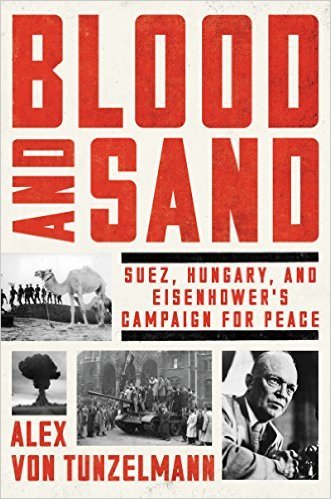 BLOOD
AND
SAND
SUEZ, HUNGARY, AND
EISENHOWER'S
CAMPAIGN FOR PEACE
ALEX
VON TUNZELMANN